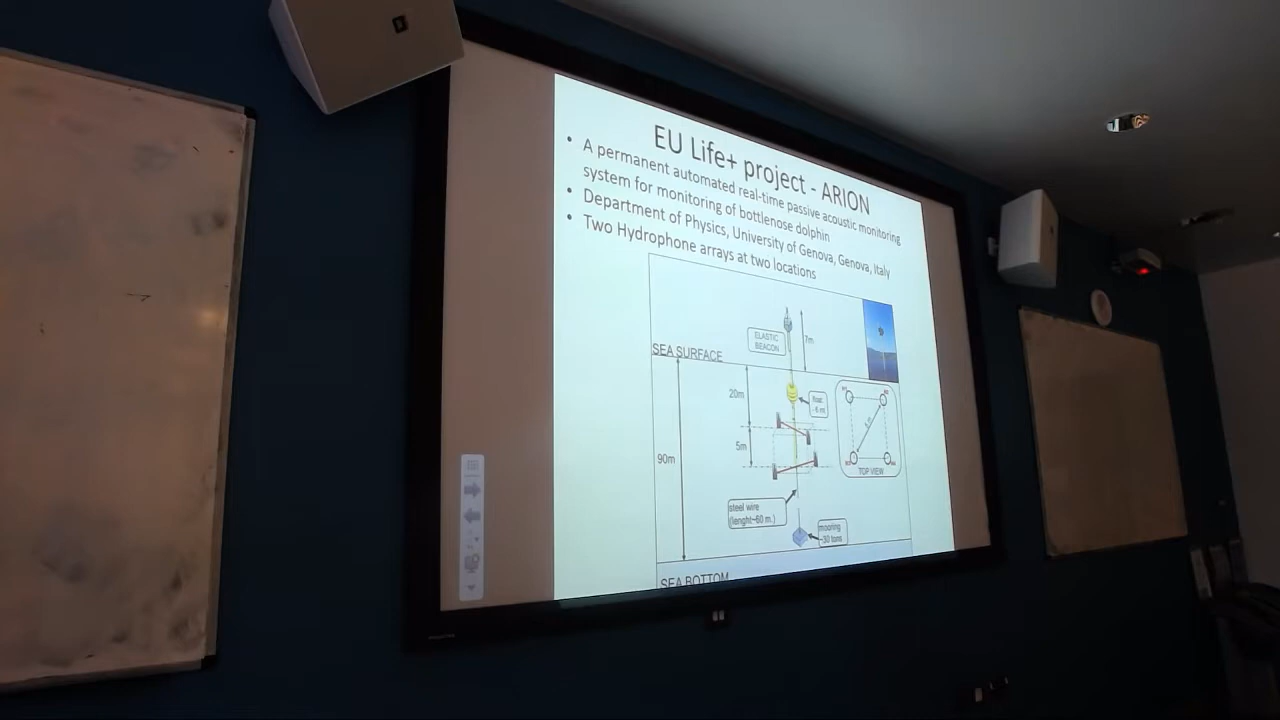 EU Life+ project - ARION
• A permanent automated real-time passive acoustic monitoring
system for monitoring of bottlenose dolphin
• Department of Physics, University of Genova, Genova, Italy
• Two Hydrophone arrays at two locations
ELASTIC
BEACON
7m
SEA SURFACE
20m
float
5m
90m
TOP VIEW
steel wire
(lenght~60 m.)
mooring
~30 tons
SEA BOTTOM